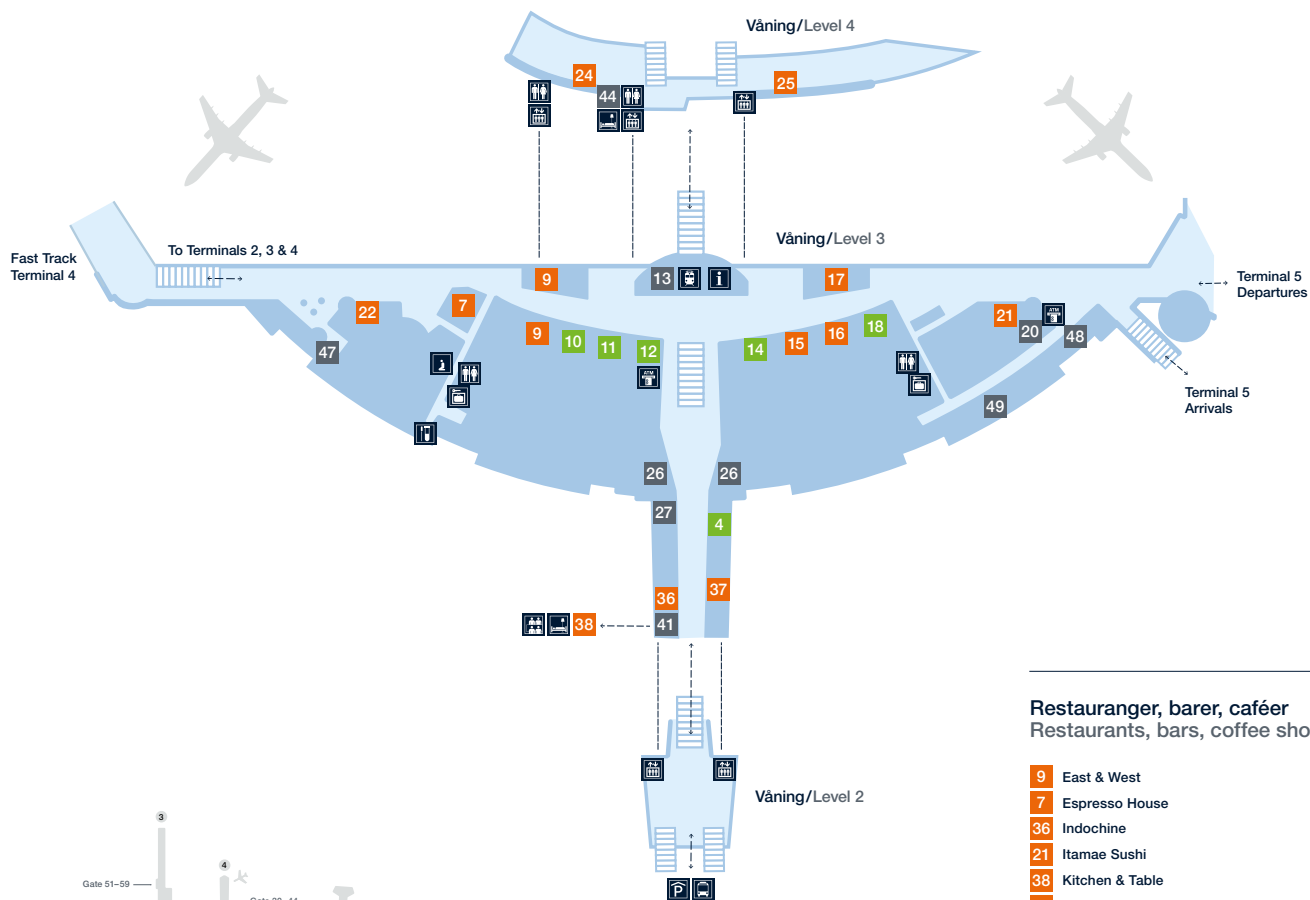 Våning/Level 4
24
25
44
Våning/Level 3
Fast Track
Terminal 4
To Terminals 2, 3 & 4
Terminal 5
Departures
9
13
17
22
7
21
ATM
20
48
9
10
11
12
14
15
16
18
47
ATM
Terminal 5
Arrivals
49
26
26
27
4
36
37
38
41
Våning/Level 2
P
Restauranger, barer, caféer
Restaurants, bars, coffee sho
9 East & West
7 Espresso House
36 Indochine
21 Itamae Sushi
38 Kitchen & Table
3
4
Gate 51–59